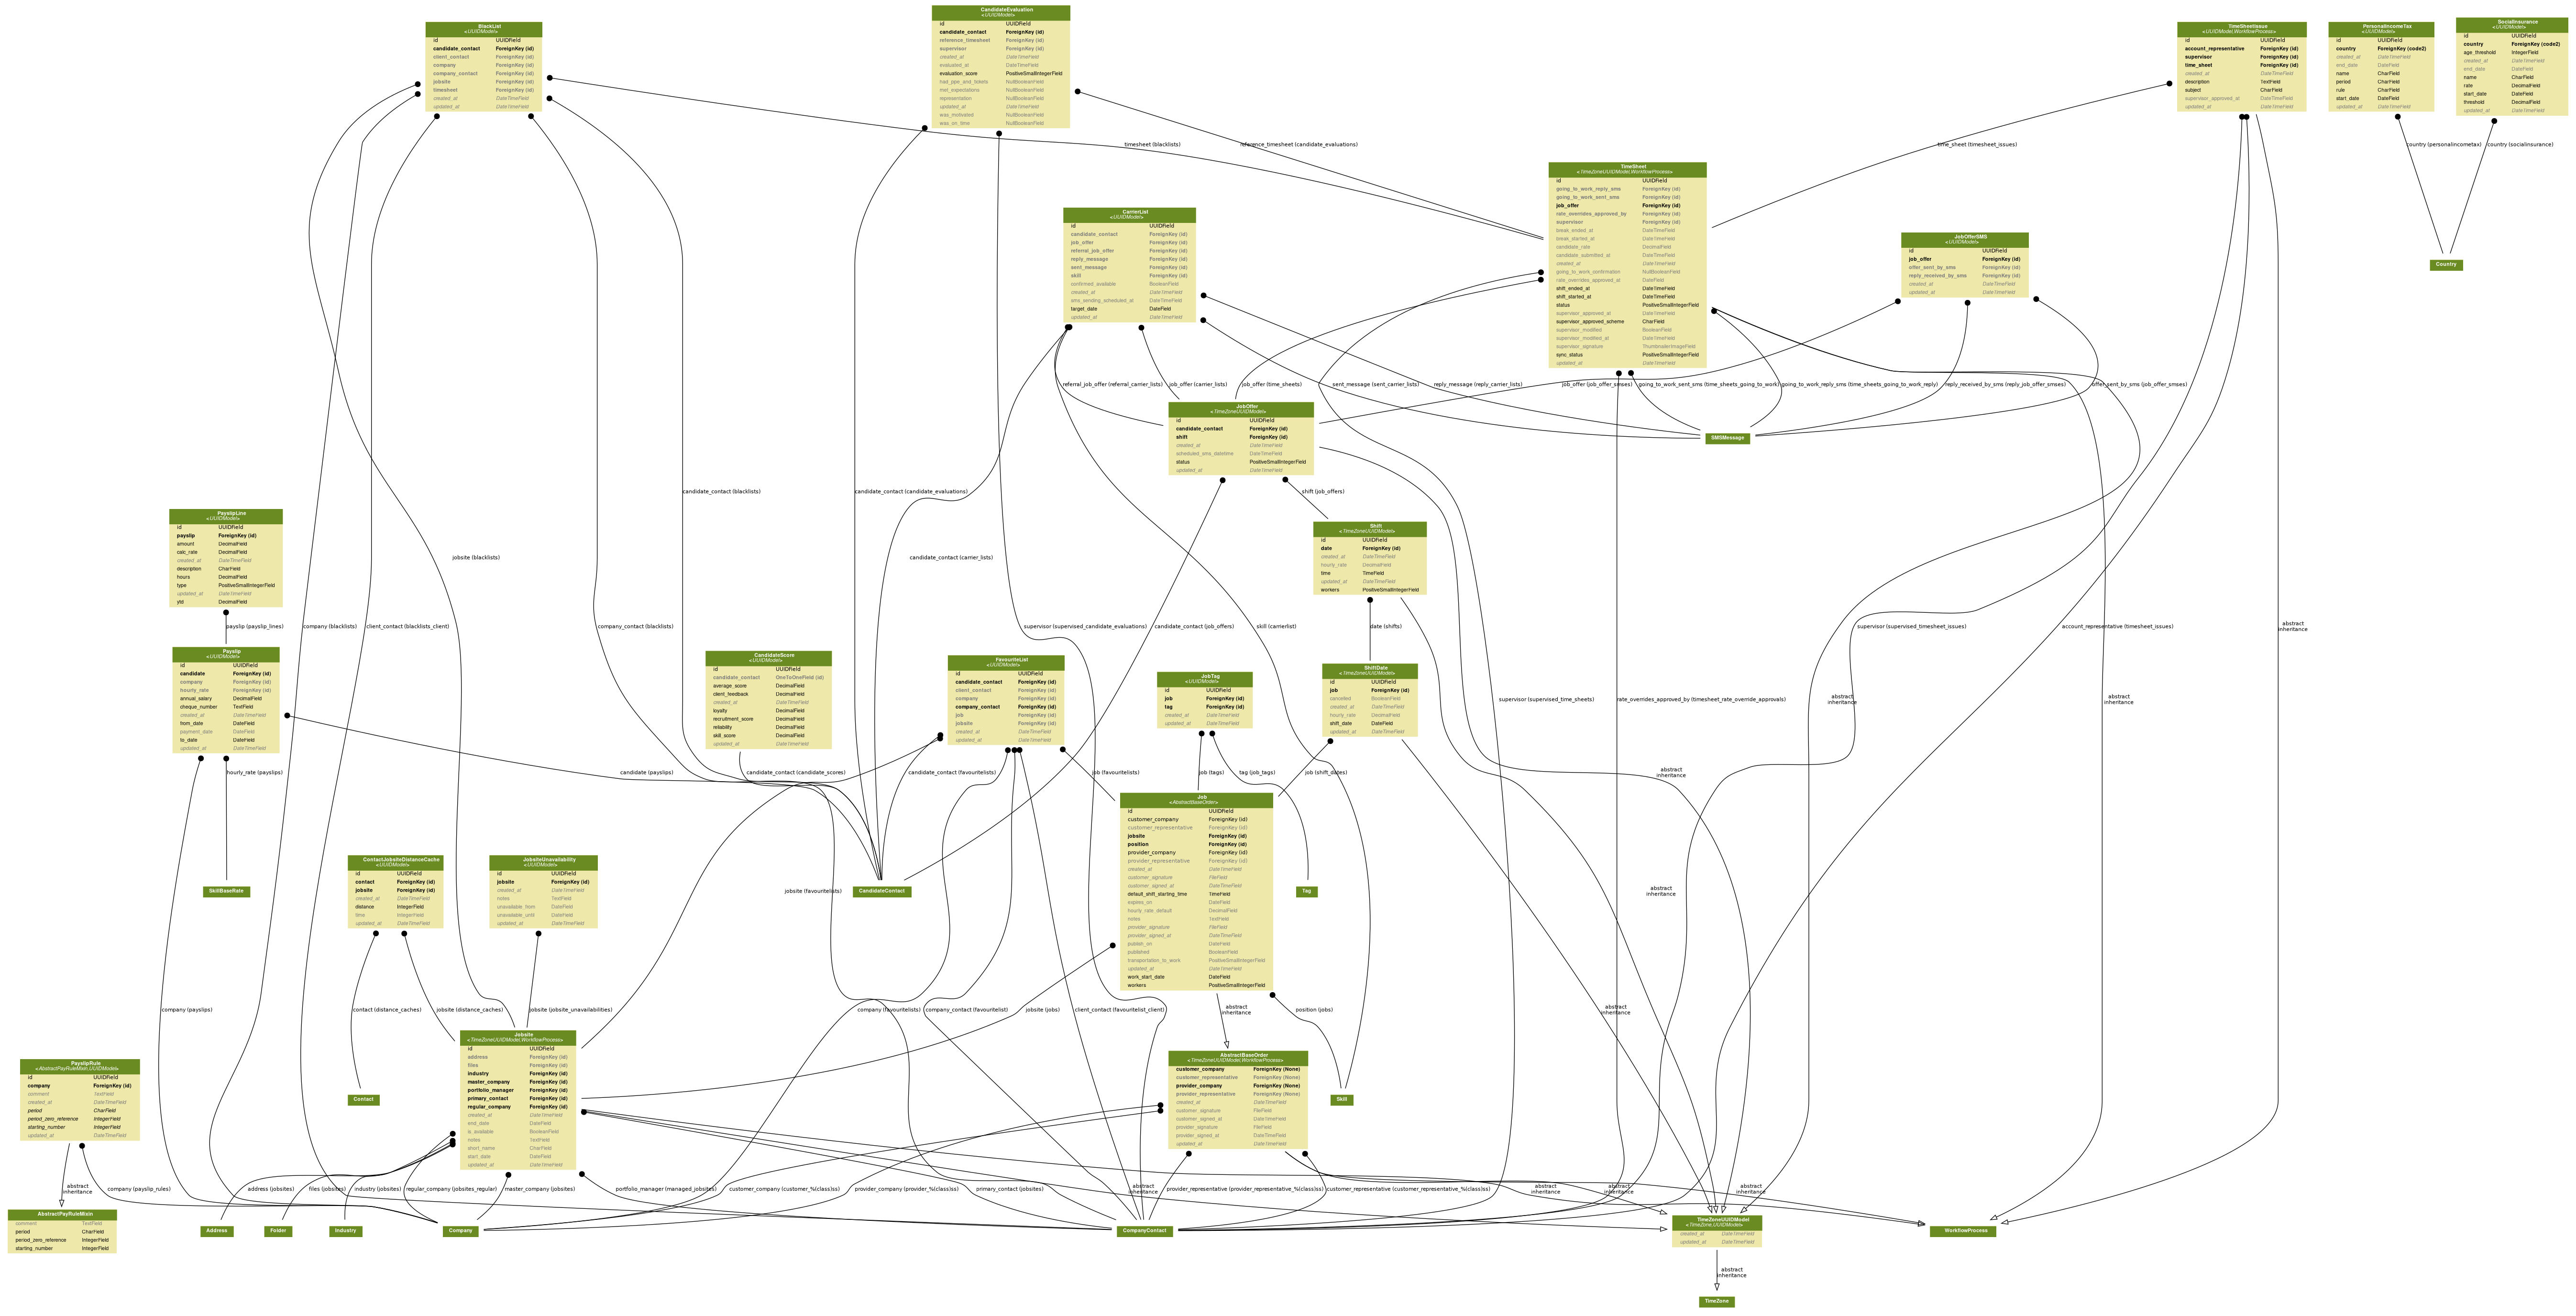 BlackList
<UUIDModel>
id UUIDField
candidate_contact ForeignKey (id)
client_contact ForeignKey (id)
company ForeignKey (id)
company_contact ForeignKey (id)
jobsite ForeignKey (id)
timesheet ForeignKey (id)
created_at DateTimeField
updated_at DateTimeField
CandidateEvaluation
<UUIDModel>
id UUIDField
candidate_contact ForeignKey (id)
reference_timesheet ForeignKey (id)
supervisor ForeignKey (id)
created_at DateTimeField
evaluated_at DateTimeField
evaluation_score PositiveSmallIntegerField
had_ppe_and_tickets NullBooleanField
met_expectations NullBooleanField
representation NullBooleanField
updated_at DateTimeField
was_motivated NullBooleanField
was_on_time NullBooleanField
TimeSheetIssue
<UUIDModel,WorkflowProcess>
id UUIDField
account_representative ForeignKey (id)
supervisor ForeignKey (id)
time_sheet ForeignKey (id)
created_at DateTimeField
description TextField
subject CharField
supervisor_approved_at DateTimeField
updated_at DateTimeField
PersonalIncomeTax
<UUIDModel>
id UUIDField
country ForeignKey (code2)
created_at DateTimeField
end_date DateField
name CharField
period CharField
rule CharField
start_date DateField
updated_at DateTimeField
SocialInsurance
<UUIDModel>
id UUIDField
country ForeignKey (code2)
age_threshold IntegerField
created_at DateTimeField
end_date DateField
name CharField
rate DecimalField
start_date DateField
threshold DecimalField
updated_at DateTimeField
timesheet (blacklists)
reference_timesheet (candidate_evaluations)
time_sheet (timesheet_issues)
country (personalincometax)
country (socialinsurance)
TimeSheet
<TimeZoneUUIDModel,WorkflowProcess>
id UUIDField
going_to_work_reply_sms ForeignKey (id)
going_to_work_sent_sms ForeignKey (id)
job_offer ForeignKey (id)
rate_overrides_approved_by ForeignKey (id)
supervisor ForeignKey (id)
break_ended_at DateTimeField
break_started_at DateTimeField
candidate_rate DecimalField
candidate_submitted_at DateTimeField
created_at DateTimeField
going_to_work_confirmation NullBooleanField
rate_overrides_approved_at DateField
shift_ended_at DateTimeField
shift_started_at DateTimeField
status PositiveSmallIntegerField
supervisor_approved_at DateTimeField
supervisor_approved_scheme CharField
supervisor_modified BooleanField
supervisor_modified_at DateTimeField
supervisor_signature ThumbnailerImageField
sync_status PositiveSmallIntegerField
updated_at DateTimeField
CarrierList
<UUIDModel>
id UUIDField
candidate_contact ForeignKey (id)
job_offer ForeignKey (id)
referral_job_offer ForeignKey (id)
reply_message ForeignKey (id)
sent_message ForeignKey (id)
skill ForeignKey (id)
confirmed_available BooleanField
created_at DateTimeField
sms_sending_scheduled_at DateTimeField
target_date DateField
updated_at DateTimeField
JobOfferSMS
<UUIDModel>
id UUIDField
job_offer ForeignKey (id)
offer_sent_by_sms ForeignKey (id)
reply_received_by_sms ForeignKey (id)
created_at DateTimeField
updated_at DateTimeField
Country
referral_job_offer (referral_carrier_lists)
job_offer (carrier_lists)
job_offer (time_sheets)
sent_message (sent_carrier_lists)
reply_message (reply_carrier_lists)
job_offer (job_offer_smses)
going_to_work_sent_sms (time_sheets_going_to_work)
going_to_work_reply_sms (time_sheets_going_to_work_reply)
reply_received_by_sms (reply_job_offer_smses)
offer_sent_by_sms (job_offer_smses)
JobOffer
<TimeZoneUUIDModel>
id UUIDField
candidate_contact ForeignKey (id)
shift ForeignKey (id)
created_at DateTimeField
scheduled_sms_datetime DateTimeField
status PositiveSmallIntegerField
updated_at DateTimeField
SMSMessage
candidate_contact (blacklists)
candidate_contact (candidate_evaluations)
shift (job_offers)
PayslipLine
<UUIDModel>
id UUIDField
payslip ForeignKey (id)
amount DecimalField
calc_rate DecimalField
created_at DateTimeField
description CharField
hours DecimalField
type PositiveSmallIntegerField
updated_at DateTimeField
ytd DecimalField
Shift
<TimeZoneUUIDModel>
id UUIDField
date ForeignKey (id)
created_at DateTimeField
hourly_rate DecimalField
time TimeField
updated_at DateTimeField
workers PositiveSmallIntegerField
jobsite (blacklists)
candidate_contact (carrier_lists)
payslip (payslip_lines)
company (blacklists)
client_contact (blacklists_client)
company_contact (blacklists)
supervisor (supervised_candidate_evaluations)
candidate_contact (job_offers)
skill (carrierlist)
date (shifts)
supervisor (supervised_timesheet_issues)
account_representative (timesheet_issues)
abstract
inheritance
Payslip
<UUIDModel>
id UUIDField
candidate ForeignKey (id)
company ForeignKey (id)
hourly_rate ForeignKey (id)
annual_salary DecimalField
cheque_number TextField
created_at DateTimeField
from_date DateField
payment_date DateField
to_date DateField
updated_at DateTimeField
CandidateScore
<UUIDModel>
id UUIDField
candidate_contact OneToOneField (id)
average_score DecimalField
client_feedback DecimalField
created_at DateTimeField
loyalty DecimalField
recruitment_score DecimalField
reliability DecimalField
skill_score DecimalField
updated_at DateTimeField
FavouriteList
<UUIDModel>
id UUIDField
candidate_contact ForeignKey (id)
client_contact ForeignKey (id)
company ForeignKey (id)
company_contact ForeignKey (id)
job ForeignKey (id)
jobsite ForeignKey (id)
created_at DateTimeField
updated_at DateTimeField
JobTag
<UUIDModel>
id UUIDField
job ForeignKey (id)
tag ForeignKey (id)
created_at DateTimeField
updated_at DateTimeField
ShiftDate
<TimeZoneUUIDModel>
id UUIDField
job ForeignKey (id)
cancelled BooleanField
created_at DateTimeField
hourly_rate DecimalField
shift_date DateField
updated_at DateTimeField
supervisor (supervised_time_sheets)
rate_overrides_approved_by (timesheet_rate_override_approvals)
abstract
inheritance
abstract
inheritance
hourly_rate (payslips)
candidate (payslips)
candidate_contact (candidate_scores)
candidate_contact (favouritelists)
job (favouritelists)
job (tags)
tag (job_tags)
job (shift_dates)
abstract
inheritance
Job
<AbstractBaseOrder>
id UUIDField
customer_company ForeignKey (id)
customer_representative ForeignKey (id)
jobsite ForeignKey (id)
position ForeignKey (id)
provider_company ForeignKey (id)
provider_representative ForeignKey (id)
created_at DateTimeField
customer_signature FileField
customer_signed_at DateTimeField
default_shift_starting_time TimeField
expires_on DateField
hourly_rate_default DecimalField
notes TextField
provider_signature FileField
provider_signed_at DateTimeField
publish_on DateField
published BooleanField
transportation_to_work PositiveSmallIntegerField
updated_at DateTimeField
work_start_date DateField
workers PositiveSmallIntegerField
SkillBaseRate
ContactJobsiteDistanceCache
<UUIDModel>
id UUIDField
contact ForeignKey (id)
jobsite ForeignKey (id)
created_at DateTimeField
distance IntegerField
time IntegerField
updated_at DateTimeField
JobsiteUnavailability
<UUIDModel>
id UUIDField
jobsite ForeignKey (id)
created_at DateTimeField
notes TextField
unavailable_from DateField
unavailable_until DateField
updated_at DateTimeField
jobsite (favouritelists)
CandidateContact
Tag
abstract
inheritance
company (payslips)
contact (distance_caches)
jobsite (distance_caches)
jobsite (jobsite_unavailabilities)
company (favouritelists)
company_contact (favouritelist)
jobsite (jobs)
client_contact (favouritelist_client)
abstract
inheritance
position (jobs)
abstract
inheritance
PayslipRule
<AbstractPayRuleMixin,UUIDModel>
id UUIDField
company ForeignKey (id)
comment TextField
created_at DateTimeField
period CharField
period_zero_reference IntegerField
starting_number IntegerField
updated_at DateTimeField
Contact
Jobsite
<TimeZoneUUIDModel,WorkflowProcess>
id UUIDField
address ForeignKey (id)
files ForeignKey (id)
industry ForeignKey (id)
master_company ForeignKey (id)
portfolio_manager ForeignKey (id)
primary_contact ForeignKey (id)
regular_company ForeignKey (id)
created_at DateTimeField
end_date DateField
is_available BooleanField
notes TextField
short_name CharField
start_date DateField
updated_at DateTimeField
AbstractBaseOrder
<TimeZoneUUIDModel,WorkflowProcess>
customer_company ForeignKey (None)
customer_representative ForeignKey (None)
provider_company ForeignKey (None)
provider_representative ForeignKey (None)
created_at DateTimeField
customer_signature FileField
customer_signed_at DateTimeField
provider_signature FileField
provider_signed_at DateTimeField
updated_at DateTimeField
Skill
abstract
inheritance
company (payslip_rules)
address (jobsites)
files (jobsites)
industry (jobsites)
regular_company (jobsites_regular)
master_company (jobsites)
portfolio_manager (managed_jobsites)
customer_company (customer_%(class)ss)
provider_company (provider_%(class)ss)
primary_contact (jobsites)
abstract
inheritance
provider_representative (provider_representative_%(class)ss)
customer_representative (customer_representative_%(class)ss)
abstract
inheritance
abstract
inheritance
abstract
inheritance
AbstractPayRuleMixin
comment TextField
period CharField
period_zero_reference IntegerField
starting_number IntegerField
Address
Folder
Industry
Company
CompanyContact
TimeZoneUUIDModel
<TimeZone,UUIDModel>
created_at DateTimeField
updated_at DateTimeField
WorkflowProcess
abstract
inheritance
TimeZone